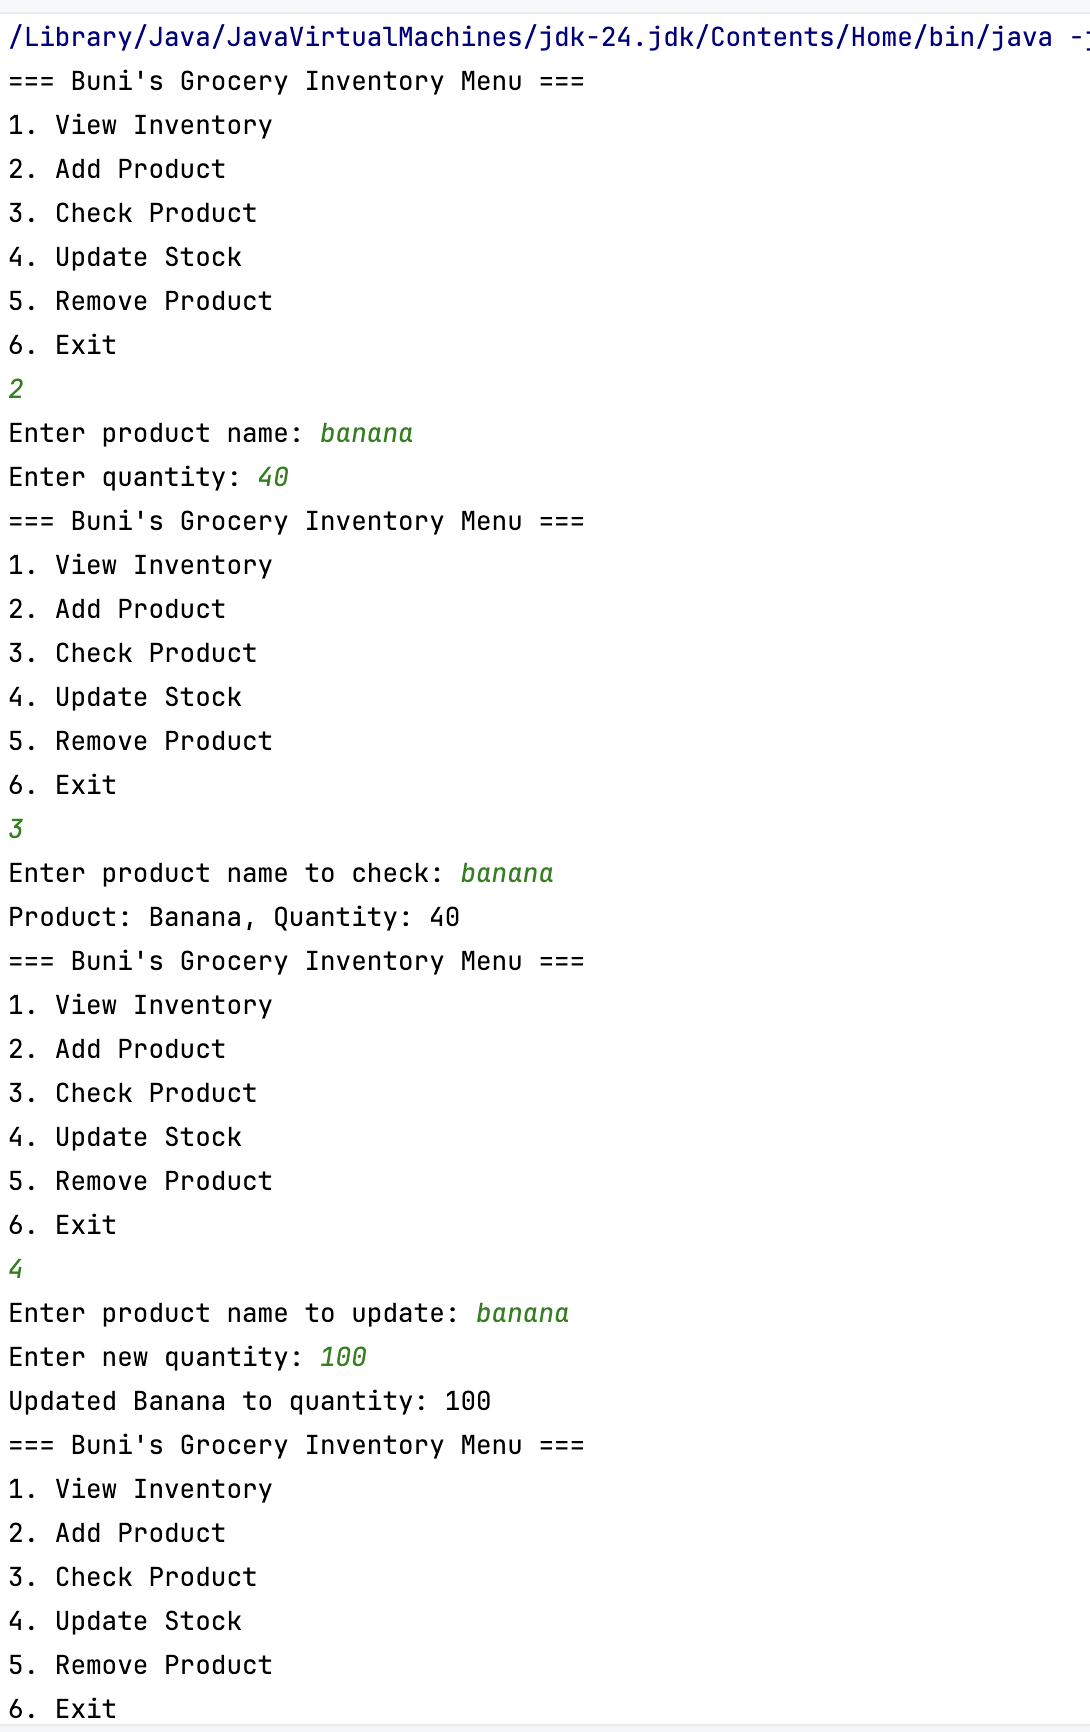 /Library/Java/JavaVirtualMachines/jdk-24.jdk/Contents/Home/bin/java
=== Buni's Grocery Inventory Menu ===
1. View Inventory
2. Add Product
3. Check Product
4. Update Stock
5. Remove Product
6. Exit
2
Enter product name: banana
Enter quantity: 40
=== Buni's Grocery Inventory Menu ===
1. View Inventory
2. Add Product
3. Check Product
4. Update Stock
5. Remove Product
6. Exit
3
Enter product name to check: banana
Product: Banana, Quantity: 40
=== Buni's Grocery Inventory Menu ===
1. View Inventory
2. Add Product
3. Check Product
4. Update Stock
5. Remove Product
6. Exit
4
Enter product name to update: banana
Enter new quantity: 100
Updated Banana to quantity: 100
=== Buni's Grocery Inventory Menu ===
1. View Inventory
2. Add Product
3. Check Product
4. Update Stock
5. Remove Product
6. Exit